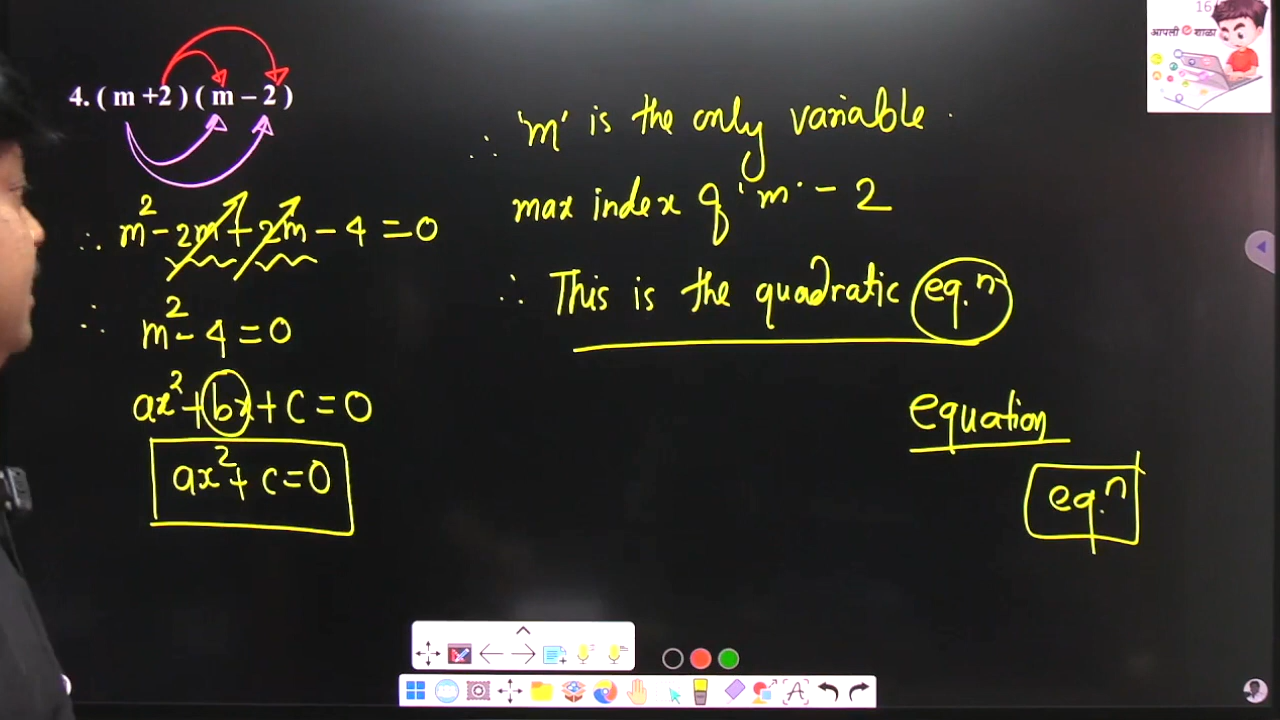 16
आपली e शाळा
4. ( m +2 ) ( m – 2 )
∴ m² - 2m + 2m - 4 = 0
∴ m² - 4 = 0
ax² + bx + c = 0
ax² + c = 0
∴ 'm' is the only variable.
max index of 'm' - 2
∴ This is the quadratic eq.ⁿ
equation
eq.ⁿ